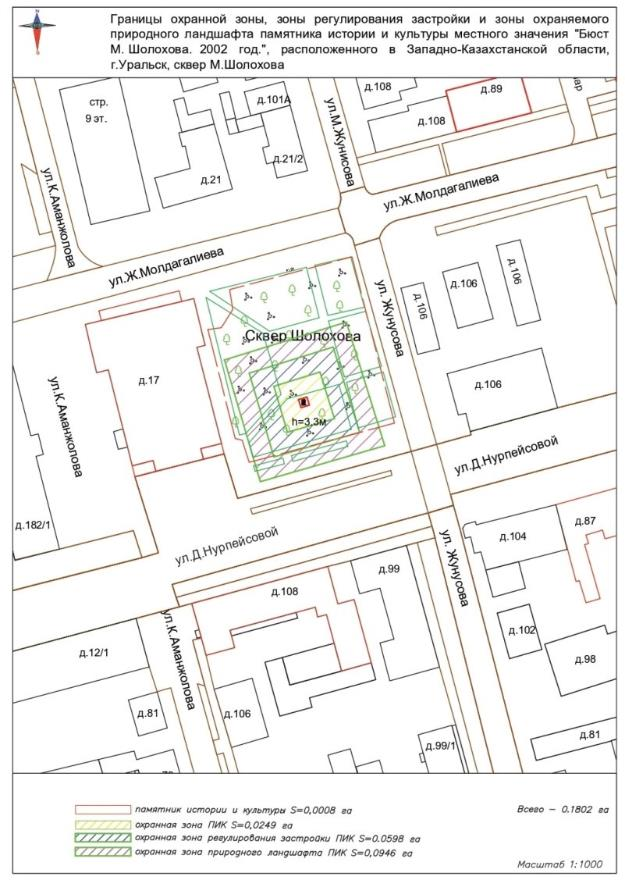 Границы охранной зоны, зоны регулирования застройки и зоны охраняемого
природного ландшафта памятника истории и культуры местного значения "Бюст
М. Шолохова. 2002 год.", расположенного в Западно-Казахстанской области,
г.Уральск, сквер М.Шолохова
стр.
9 эт.
д.101А
д.108
д.89
д.108
д.21/2
д.21
ул.М.Жунисова
ул.К.Аманжолова
ул.Ж.Молдагалиева
ул.Ж.Молдагалиева
д.106
д.106
д.106
ул. Жунусова
Сквер Шолохова
д.17
д.106
h=3,3м
ул.К.Аманжолова
ул.Д.Нурпейсовой
д.182/1
д.87
д.104
ул.Д.Нурпейсовой
ул. Жунусова
д.99
д.108
д.102
д.12/1
ул.К.Аманжолова
д.98
д.81
д.106
д.81
д.99/1
памятник истории и культуры S=0,0008 га
Всего – 0.1802 га
охранная зона ПИК S=0,0249 га
охранная зона регулирования застройки ПИК S=0.0598 га
охранная зона природного ландшафта ПИК S=0,0946 га
Масштаб 1:1000